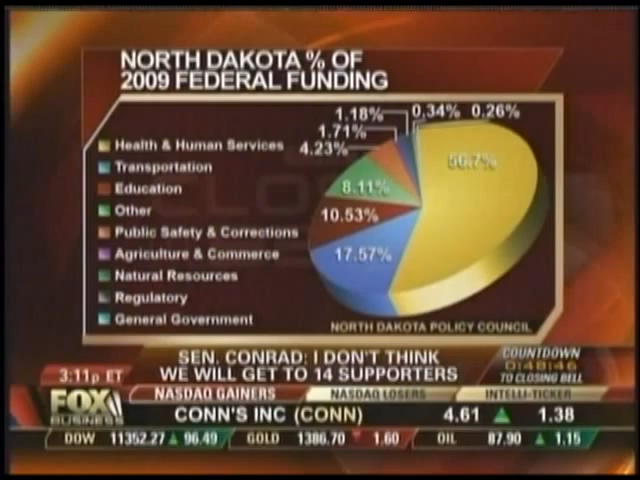 NORTH DAKOTA % OF
2009 FEDERAL FUNDING
1.18%
0.34%
0.26%
1.71%
4.23%
56.7%
8.11%
10.53%
17.57%
Health & Human Services
Transportation
Education
Other
Public Safety & Corrections
Agriculture & Commerce
Natural Resources
Regulatory
General Government
NORTH DAKOTA POLICY COUNCIL
SEN. CONRAD: I DON'T THINK
WE WILL GET TO 14 SUPPORTERS
COUNTDOWN
0:48:46
TO CLOSING BELL
3:11p ET
NASDAQ GAINERS
NASDAQ LOSERS
INTELLI-TICKER
FOX
BUSINESS
CONN'S INC (CONN) 4.61 ▲ 1.38
DOW 11352.27 ▲ 96.49 GOLD 1386.70 ▼ 1.60 OIL 87.90 ▲ 1.15